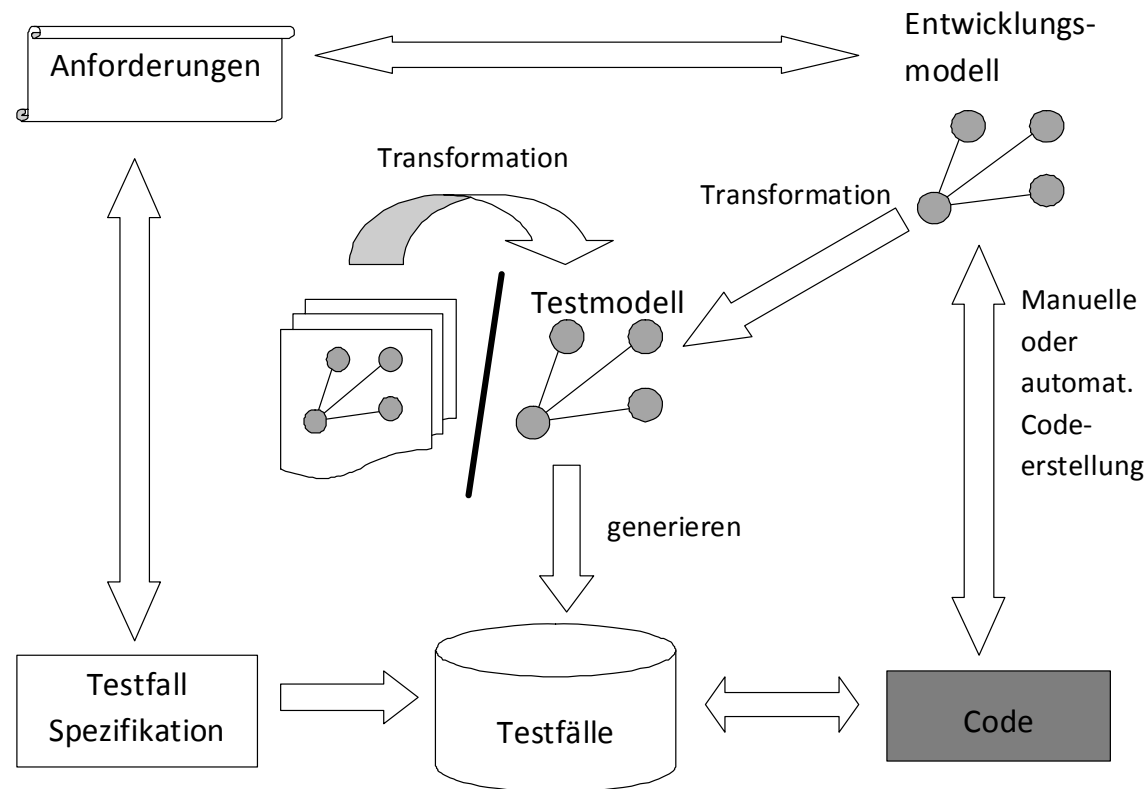 Anforderungen
Entwicklungs-
modell
Transformation
Transformation
Testmodell
Manuelle
oder
automat.
Code-
erstellung
generieren
Testfall
Spezifikation
Testfälle
Code